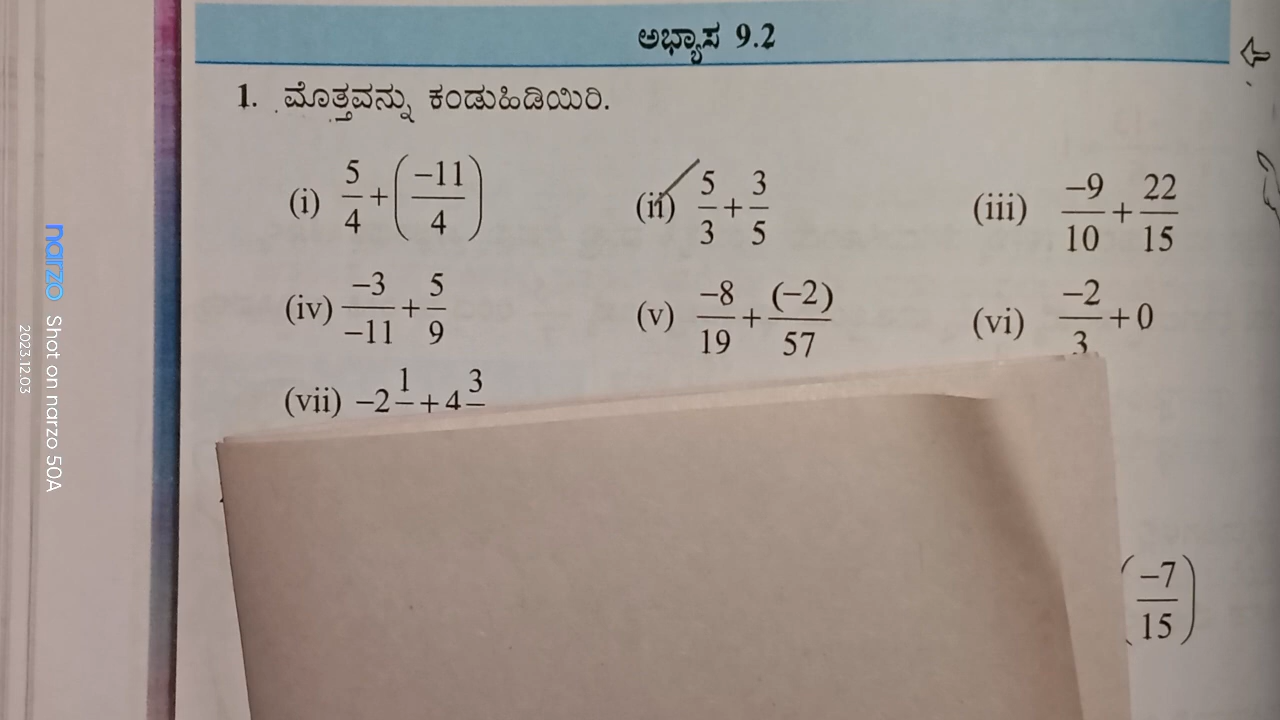 ಅಭ್ಯಾಸ 9.2
1. ಮೊತ್ತವನ್ನು ಕಂಡುಹಿಡಿಯಿರಿ.
(i) 5/4 + (-11/4) (ii) 5/3 + 3/5 (iii) -9/10 + 22/15
(iv) -3/-11 + 5/9 (v) -8/19 + (-2)/57 (vi) -2/3 + 0
(vii) -2 1/ + 4 3/
(-7/15)
narzo Shot on narzo 50A
2023.12.03